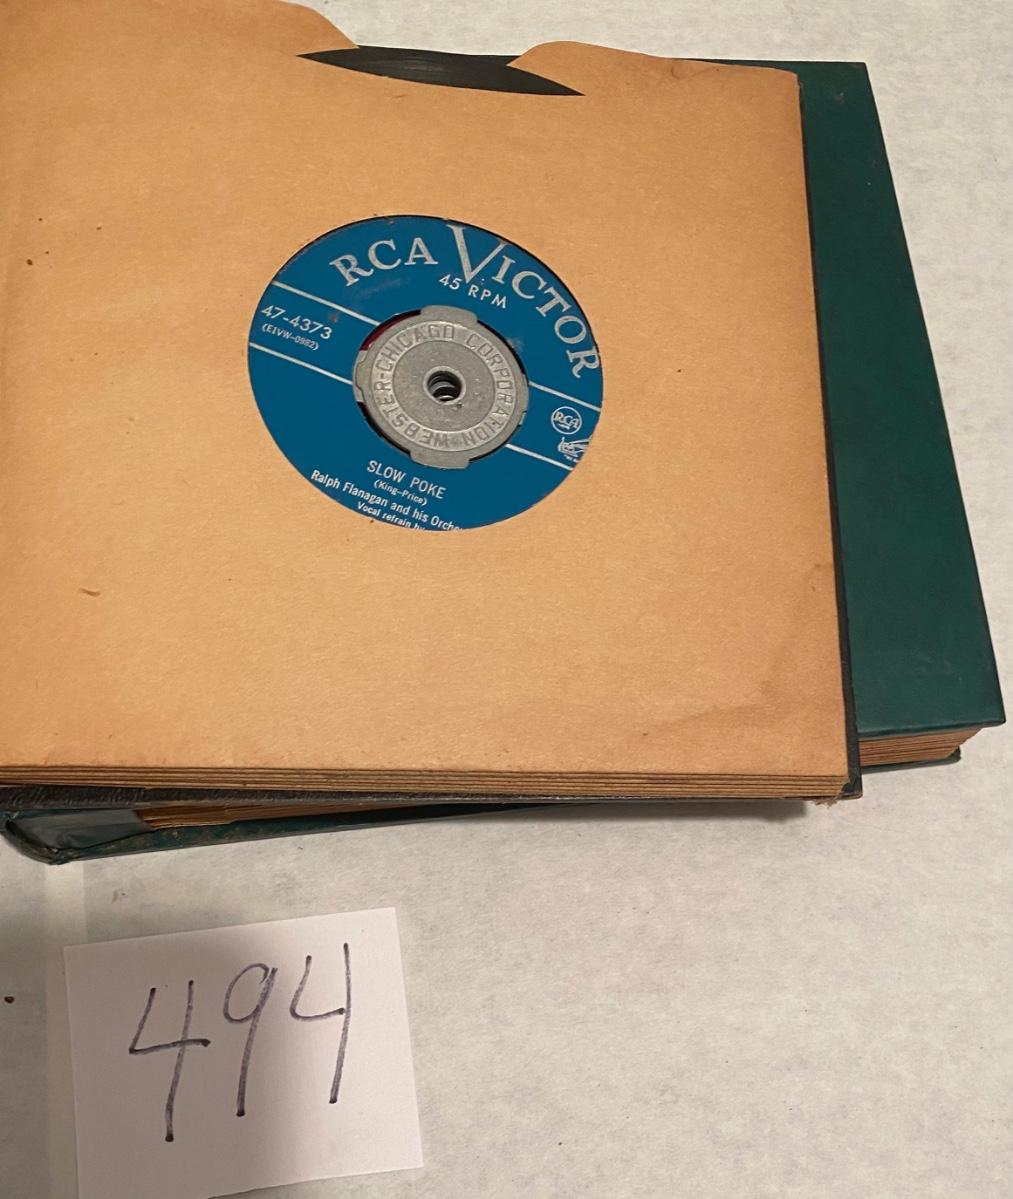 RCA VICTOR
45 RPM
47-4373
(E1VW-0982)
WEBSTER-CHICAGO CORPORATION
RCA
SLOW POKE
(King-Price)
Ralph Flanagan and his Orche
Vocal refrain by
494